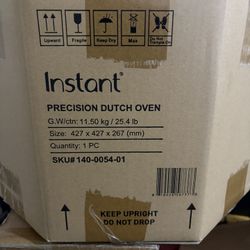 Upward
Fragile
Keep Dry
Max
Do Not
Trample On
Instant®
PRECISION DUTCH OVEN
G.W/ctn: 11.50 kg / 25.4 lb
Size: 427 x 427 x 267 (mm)
Quantity: 1 PC
SKU# 140-0054-01
KEEP UPRIGHT
DO NOT DROP